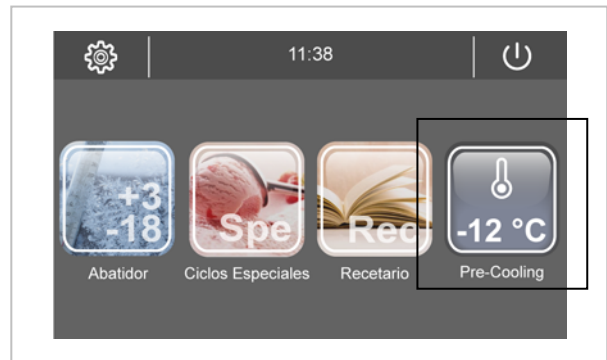 11:38
+3
-18
Spe
Rec
-12 °C
Abatidor
Ciclos Especiales
Recetario
Pre-Cooling